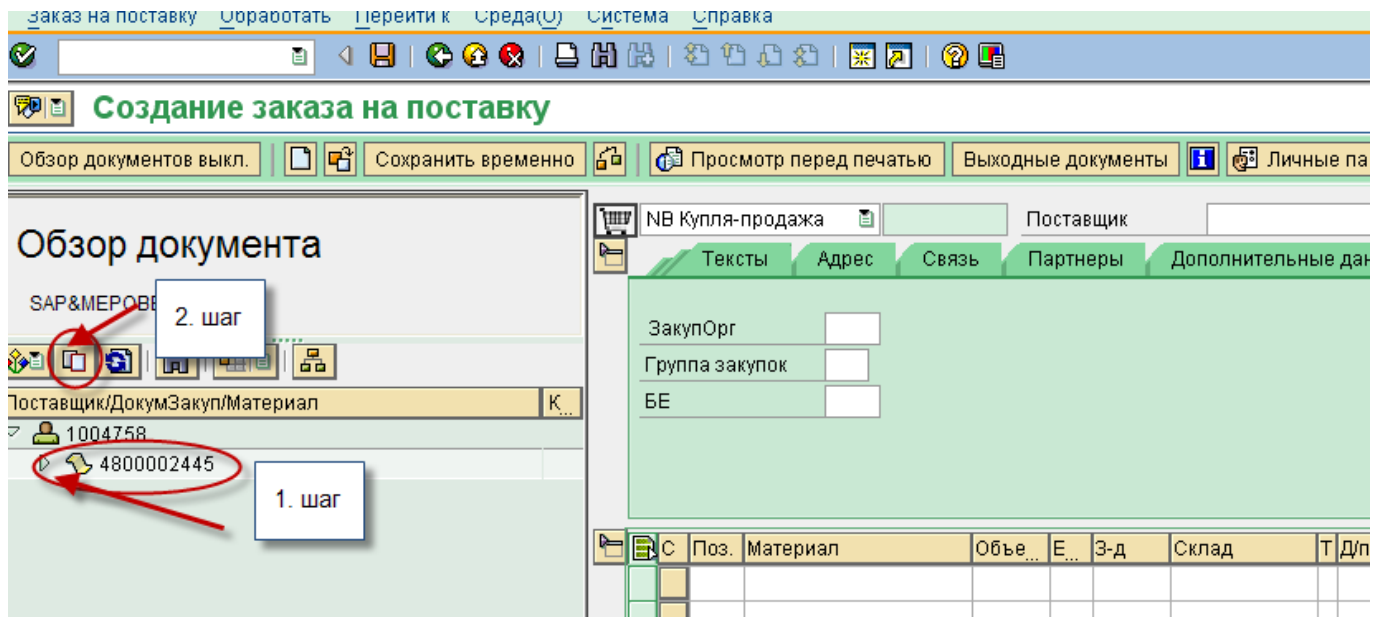 Заказ на поставку Обработать Перейти к Среда(О) Система Справка
Создание заказа на поставку
Обзор документов выкл. Сохранить временно Просмотр перед печатью Выходные документы Личные па
NB Купля-продажа Поставщик
Обзор документа
Тексты Адрес Связь Партнеры Дополнительные дан
2. шаг
ЗакупОрг
Группа закупок
БЕ
Поставщик/ДокумЗакуп/Материал К...
1004758
4800002445
1. шаг
С Поз. Материал Объе... Е... З-д Склад Т Д/п